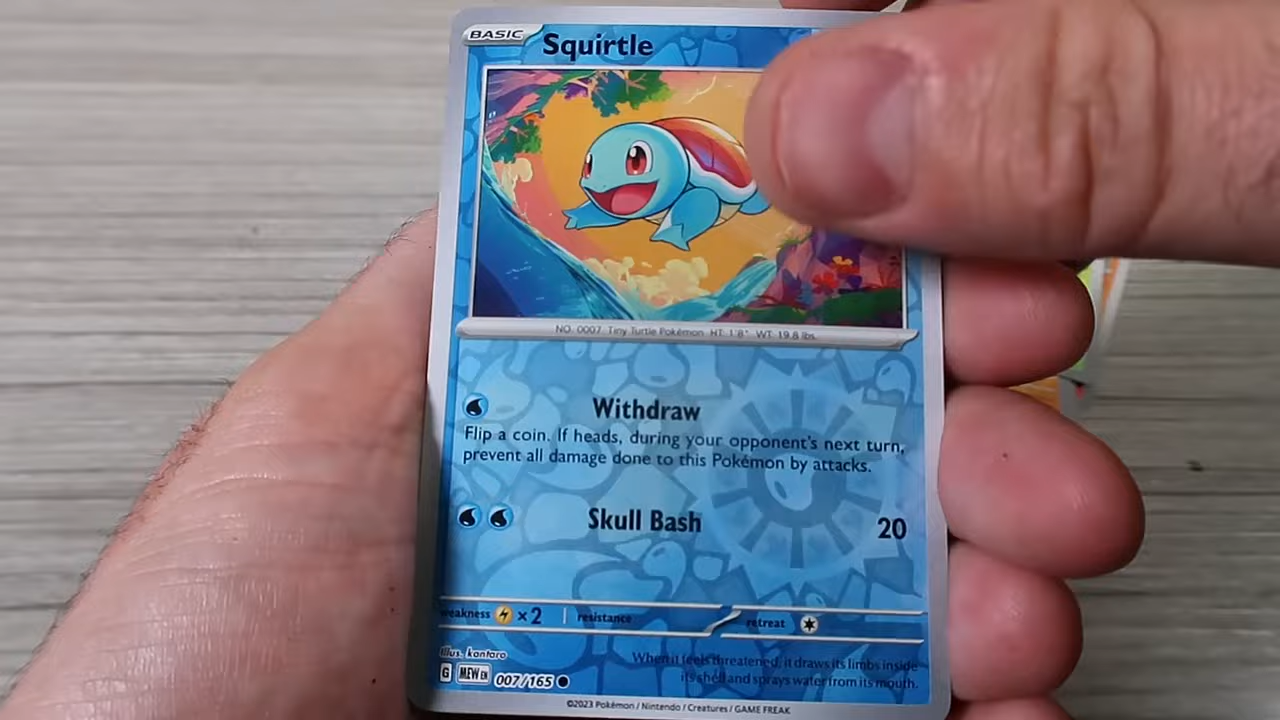 BASIC
Squirtle
NO. 0007 Tiny Turtle Pokémon HT: 1'8" WT: 19.8 lbs.
Withdraw
Flip a coin. If heads, during your opponent's next turn,
prevent all damage done to this Pokémon by attacks.
Skull Bash 20
weakness ×2 resistance retreat
Illus. kantaro
When it feels threatened, it draws its limbs inside
G MEW EN 007/165
its shell and sprays water from its mouth.
©2023 Pokémon / Nintendo / Creatures / GAME FREAK